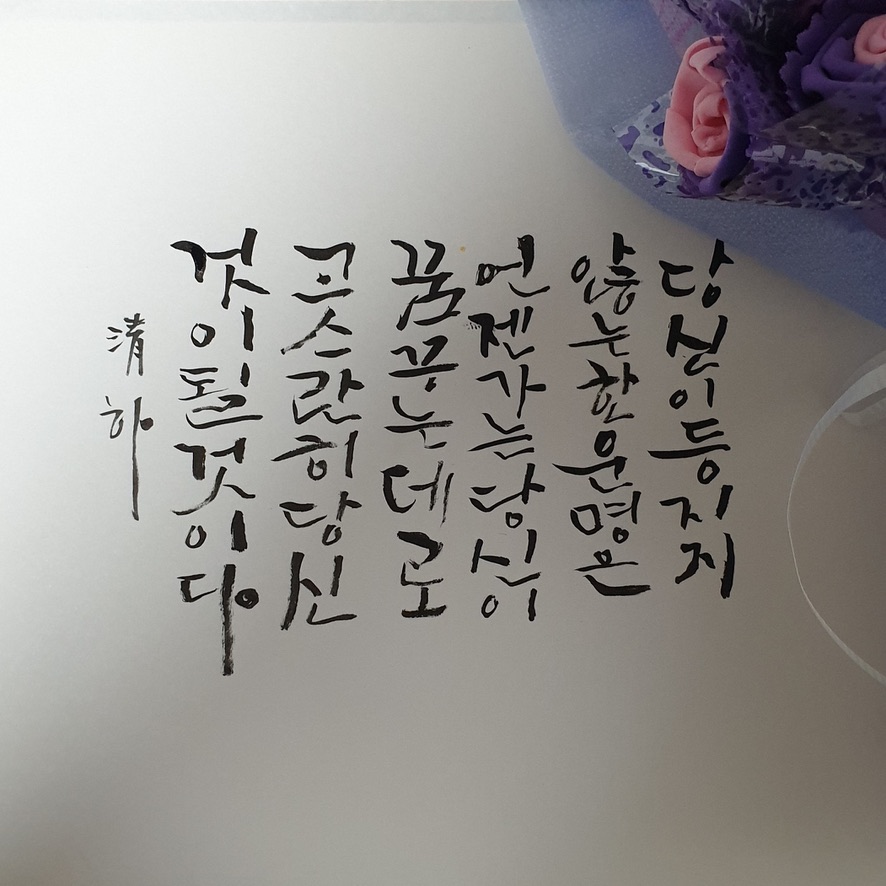 당신이등지지
않는한운명은
언젠가는당신이
꿈꾸는데로
고스란히당신
것이될것이다
清하